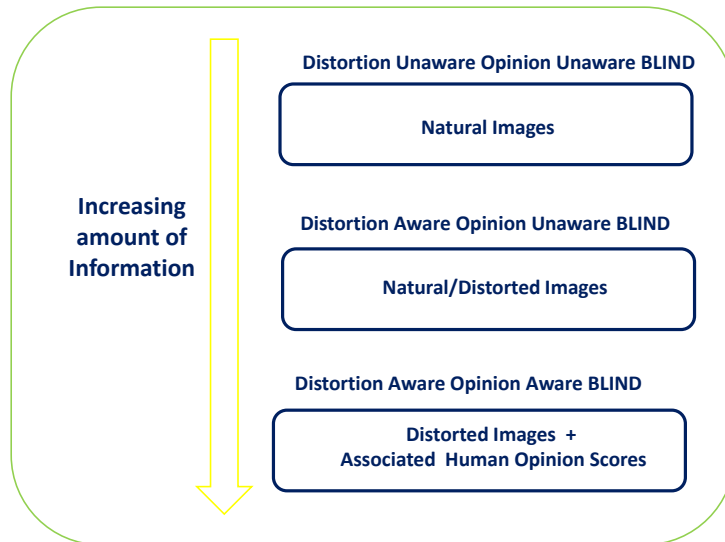 Distortion Unaware Opinion Unaware BLIND
Natural Images
Increasing
amount of
Information
Distortion Aware Opinion Unaware BLIND
Natural/Distorted Images
Distortion Aware Opinion Aware BLIND
Distorted Images +
Associated Human Opinion Scores